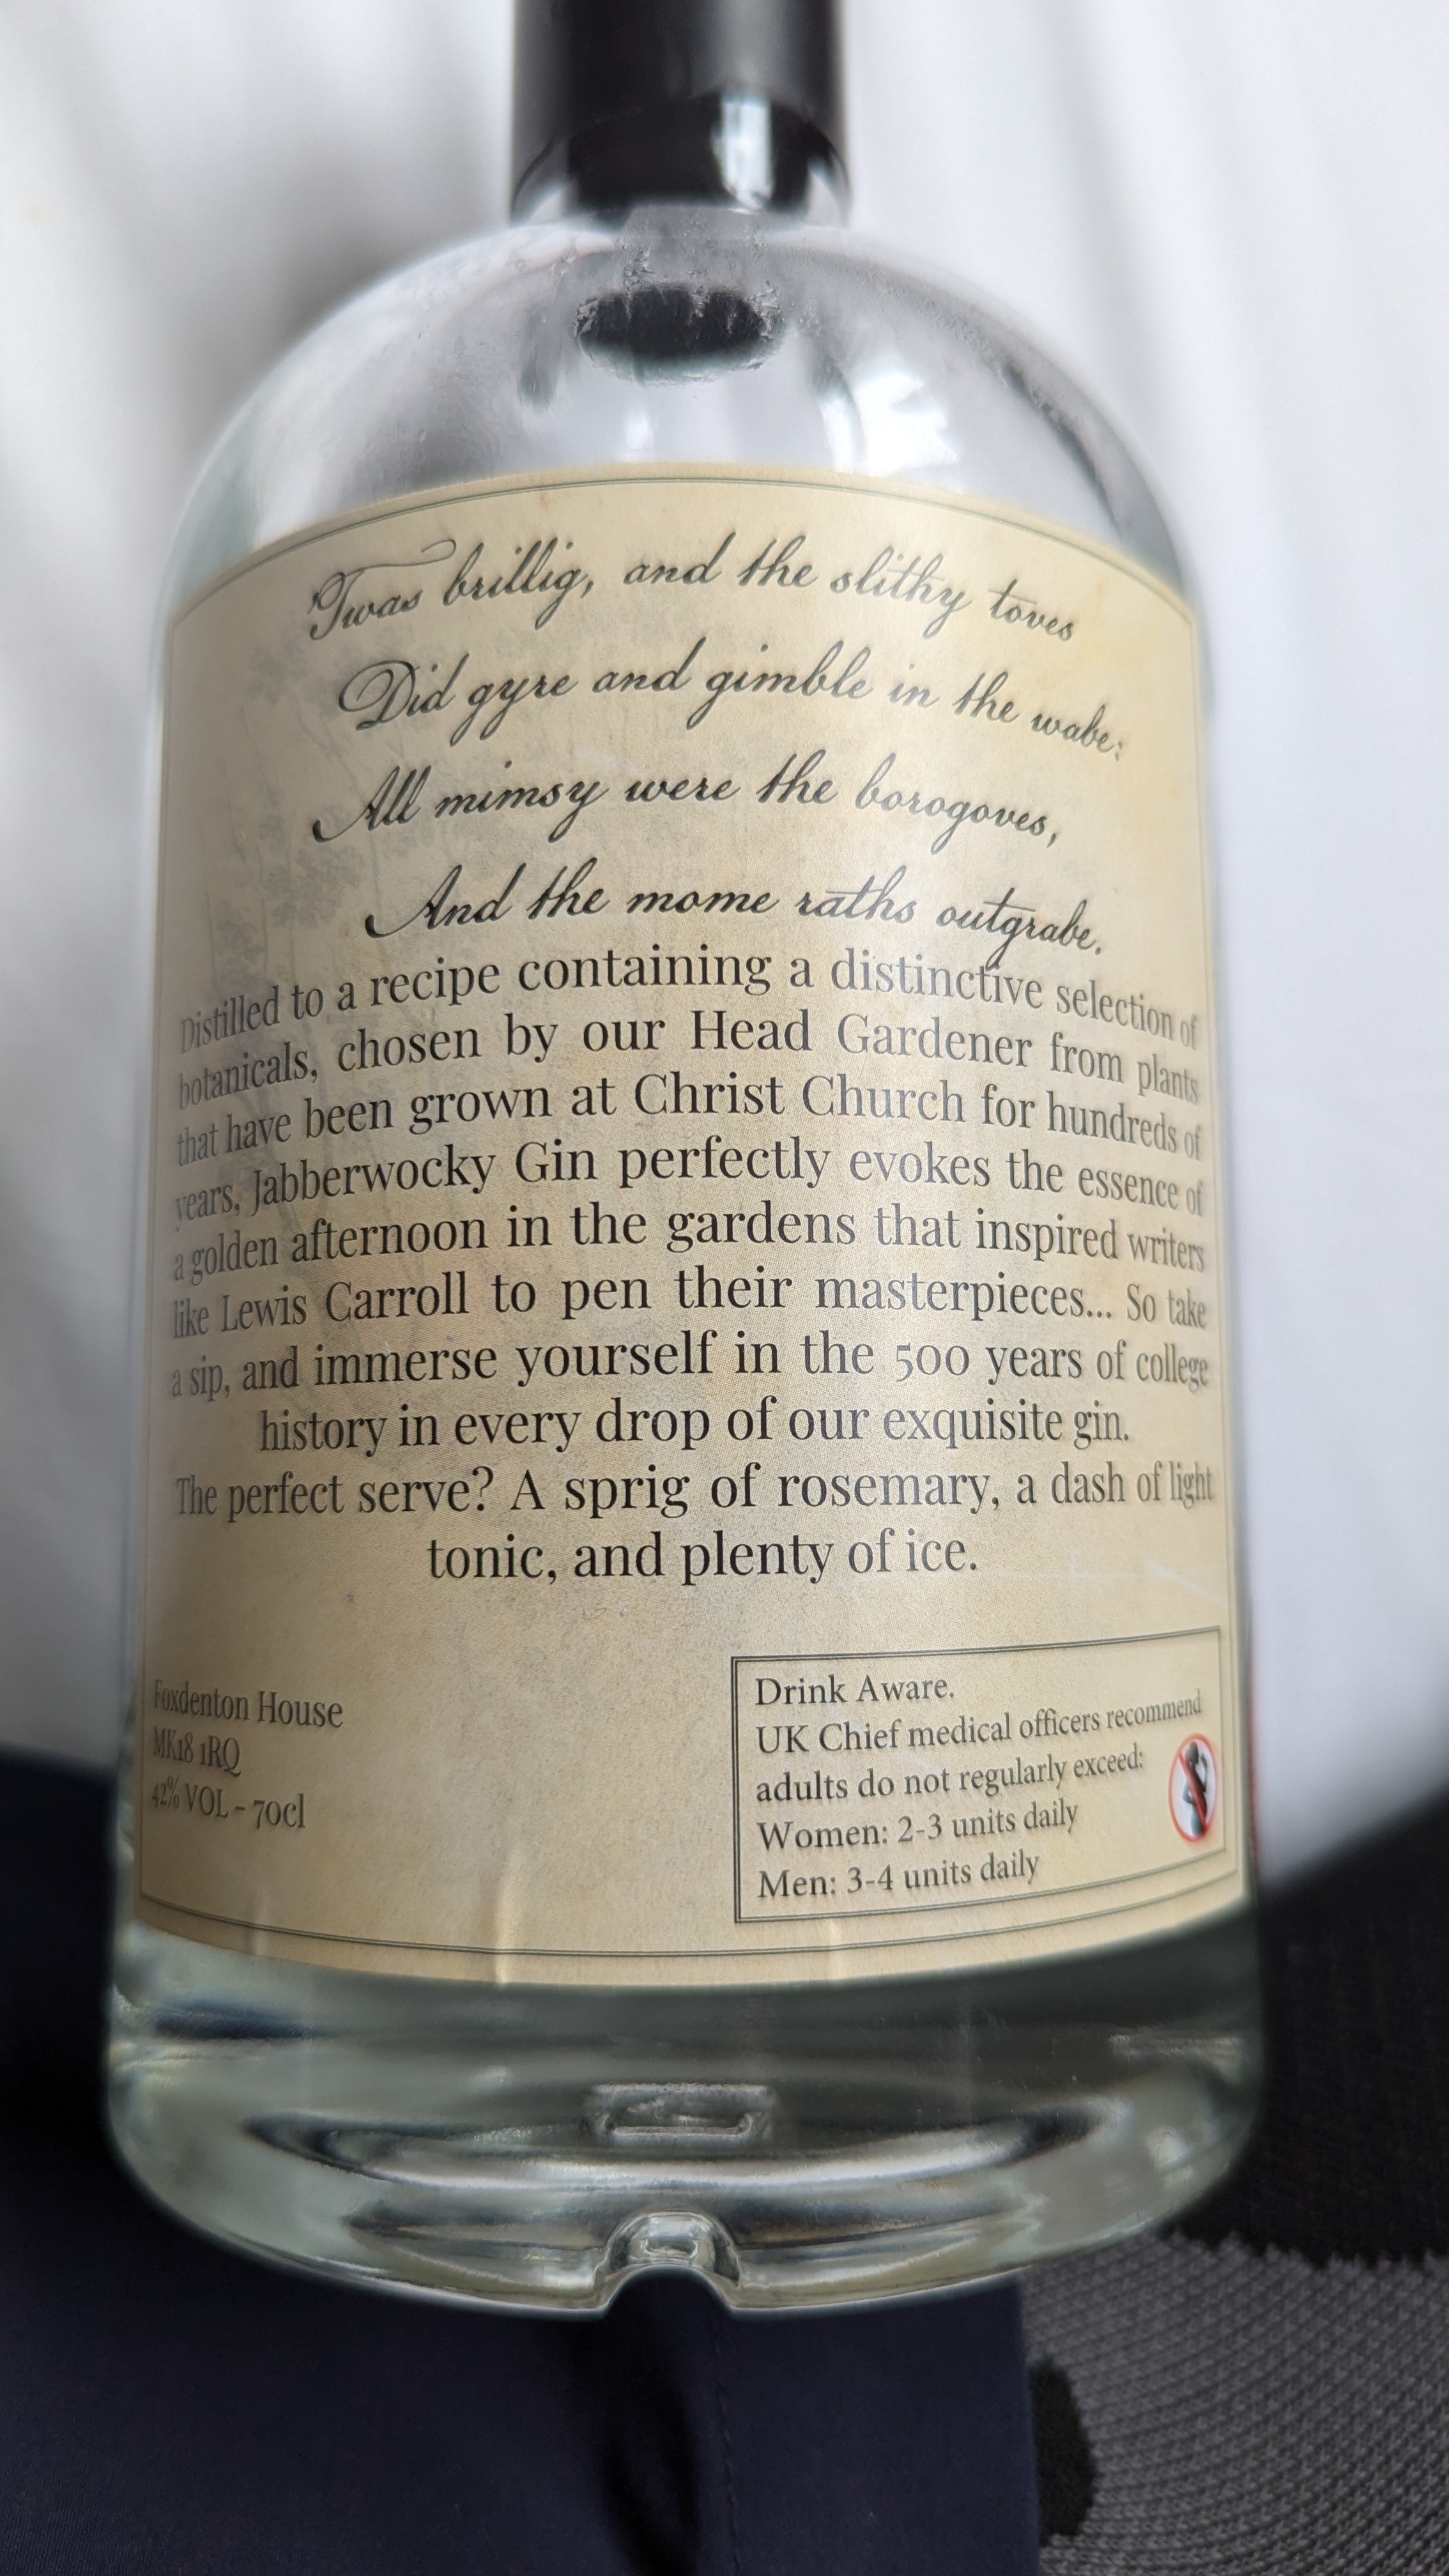 Twas brillig, and the slithy toves
Did gyre and gimble in the wabe:
All mimsy were the borogoves,
And the mome raths outgrabe.
Distilled to a recipe containing a distinctive selection of
botanicals, chosen by our Head Gardener from plants
that have been grown at Christ Church for hundreds of
years, Jabberwocky Gin perfectly evokes the essence of
a golden afternoon in the gardens that inspired writers
like Lewis Carroll to pen their masterpieces... So take
a sip, and immerse yourself in the 500 years of college
history in every drop of our exquisite gin.
The perfect serve? A sprig of rosemary, a dash of light
tonic, and plenty of ice.
Foxdenton House
MK18 1RQ
42% VOL - 70cl
Drink Aware.
UK Chief medical officers recommend
adults do not regularly exceed:
Women: 2-3 units daily
Men: 3-4 units daily